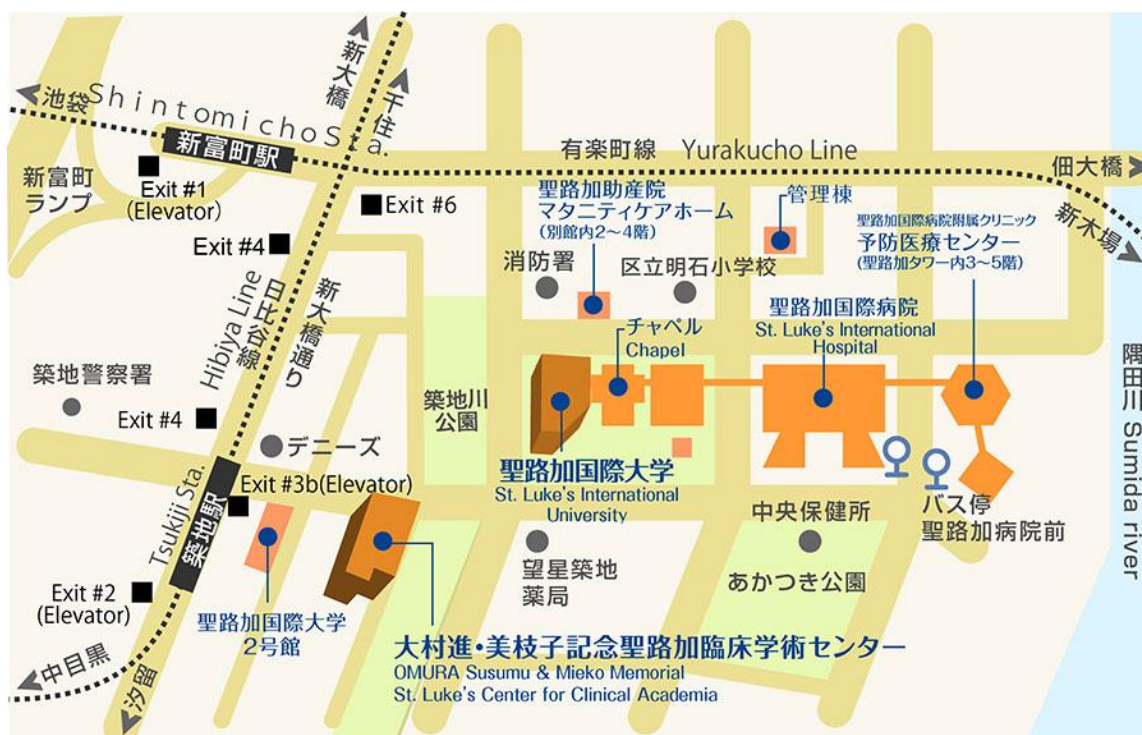 新大橋
千住
池袋
Shintomicho Sta.
新富町駅
有楽町線 Yurakucho Line
佃大橋
新木場
新富町
ランプ
Exit #1
(Elevator)
Exit #6
Exit #4
聖路加助産院
マタニティケアホーム
(別館内2~4階)
管理棟
聖路加国際病院附属クリニック
予防医療センター
(聖路加タワー内3~5階)
消防署
区立明石小学校
Hibiya Line
日比谷線
新大橋通り
聖路加国際病院
St. Luke's International
Hospital
チャペル
Chapel
隅田川 Sumida river
築地警察署
Exit #4
築地川
公園
デニーズ
聖路加国際大学
St. Luke's International
University
Exit #3b(Elevator)
Tsukiji Sta.
築地駅
中央保健所
バス停
聖路加病院前
望星築地
薬局
あかつき公園
Exit #2
(Elevator)
聖路加国際大学
2号館
大村進・美枝子記念聖路加臨床学術センター
OMURA Susumu & Mieko Memorial
St. Luke's Center for Clinical Academia
中目黒
汐留